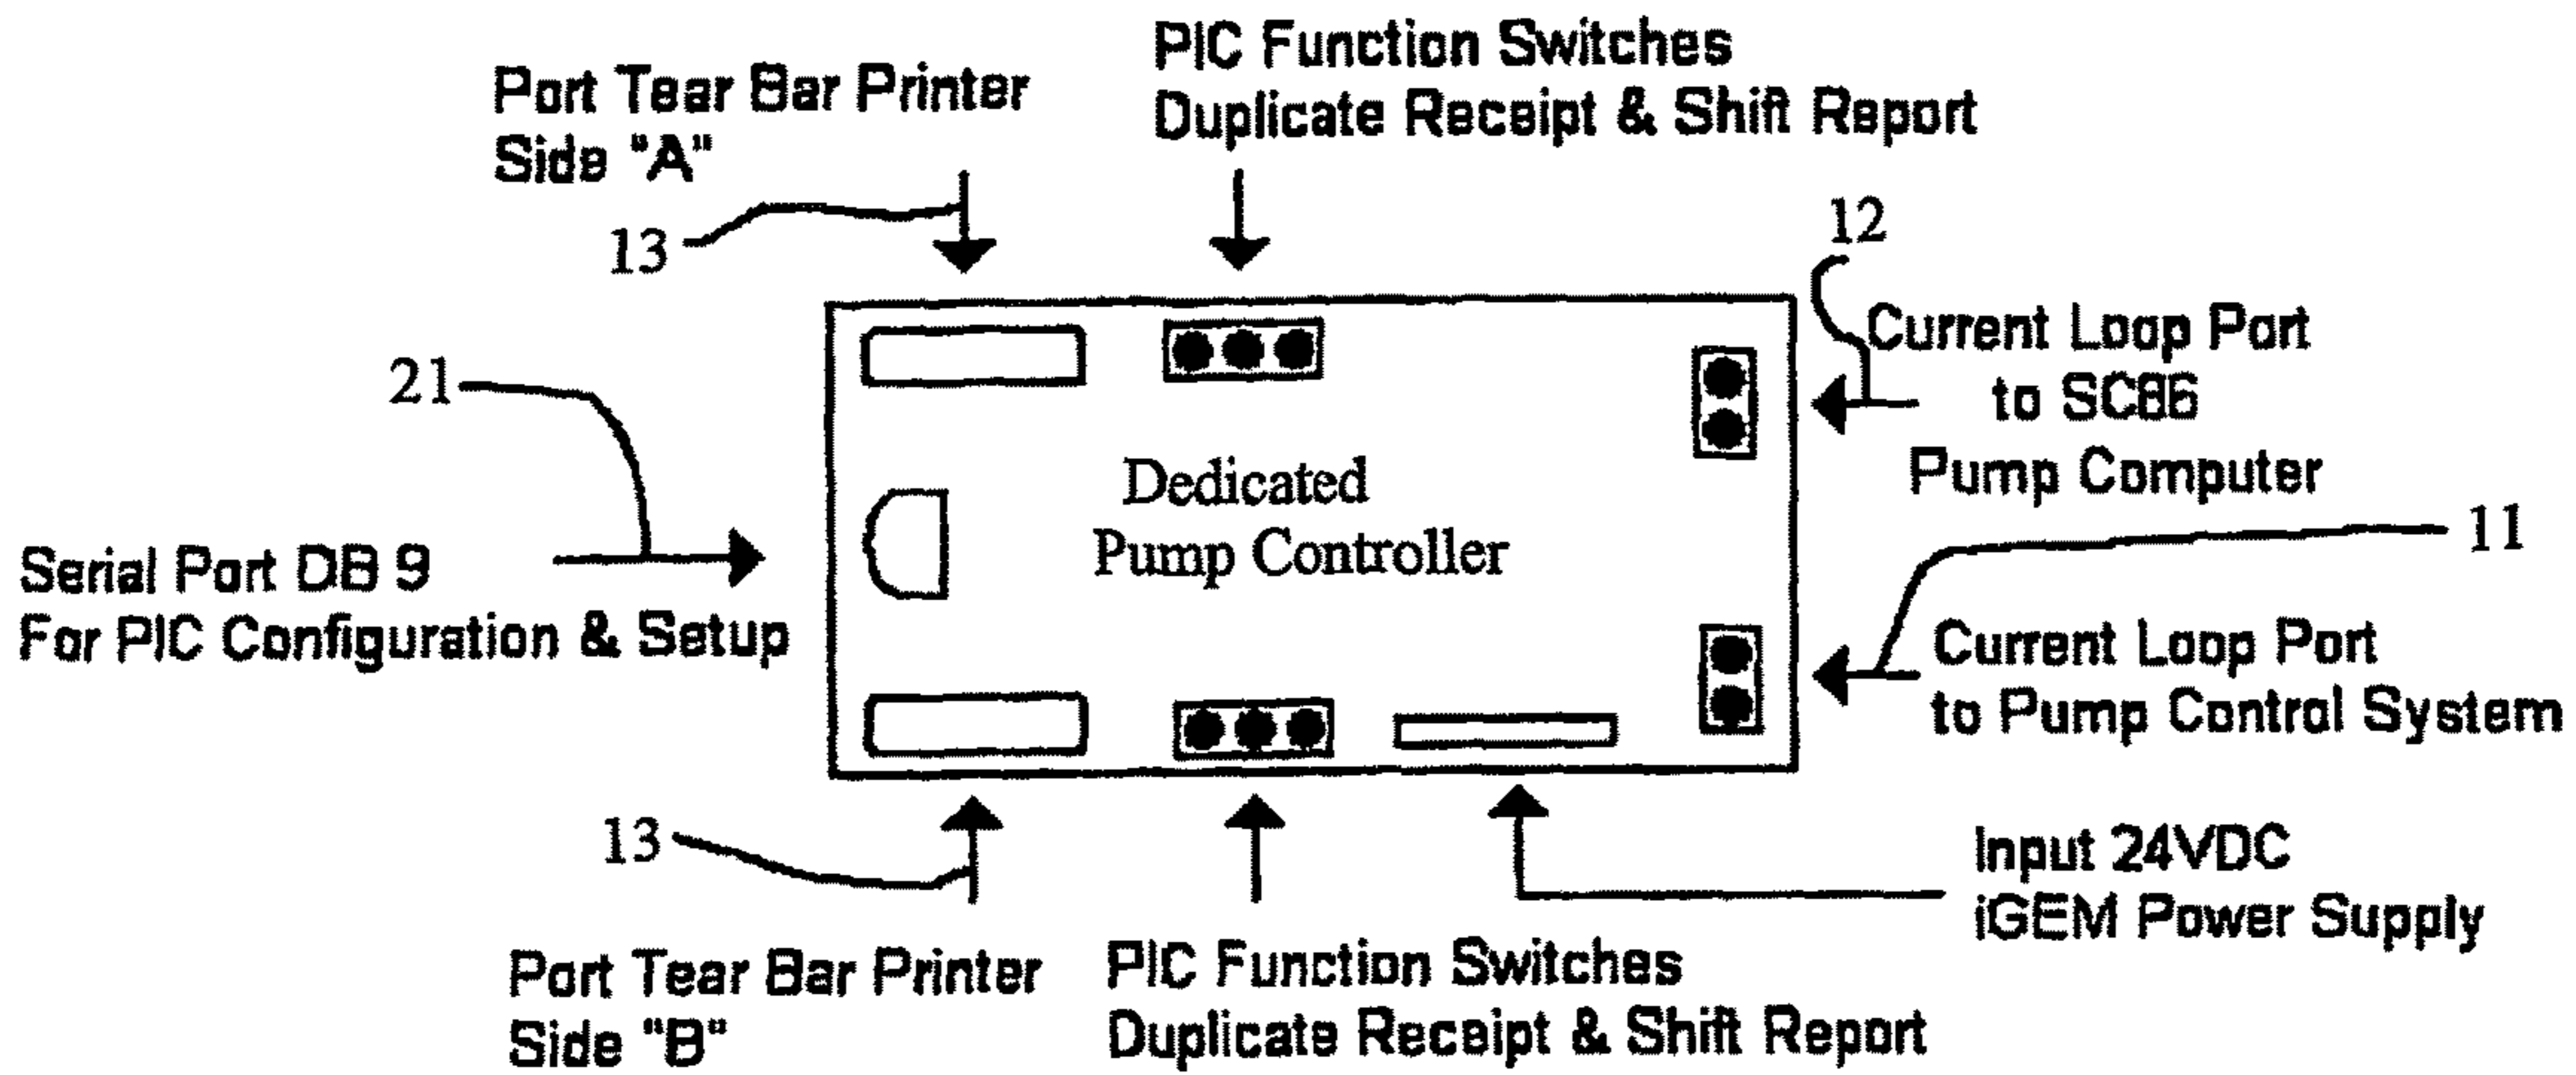 PIC Function Switches
Duplicate Receipt & Shift Report
Port Tear Bar Printer
Side "A"
13
12
21
Current Loop Port
to SC86
Pump Computer
Dedicated
Pump Controller
11
Serial Port DB 9
For PIC Configuration & Setup
Current Loop Port
to Pump Control System
13
Input 24VDC
iGEM Power Supply
Port Tear Bar Printer
Side "B"
PIC Function Switches
Duplicate Receipt & Shift Report